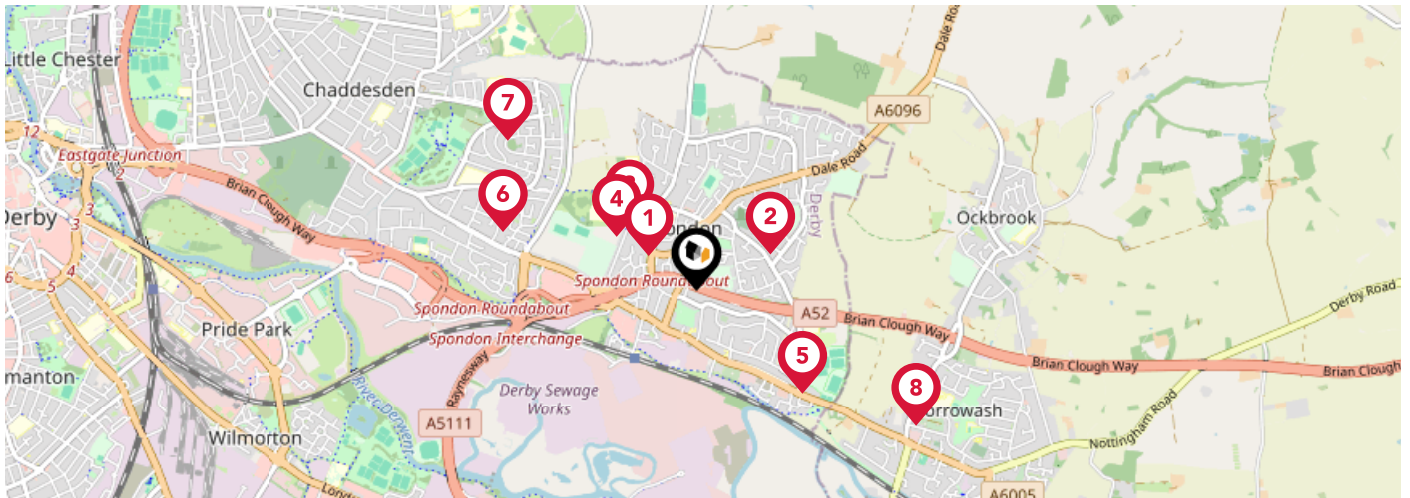 Little Chester
Chaddesden
Dale Road
A6096
12
Eastgate Junction
2
7
Dale Road
Brian Clough Way
6
4
1
2
Derby
Derby
Ockbrook
3
3
4
6
5
Spondon Roundabout
Spondon Roundabout
Spondon Interchange
A52
Brian Clough Way
Derby Road
Pride Park
Raynesway
River Derwent
5
Brian Clough Way
Brian Clough
manton
Derby Sewage
Works
8
orrowash
A5111
Wilmorton
Nottingham Road
A6005